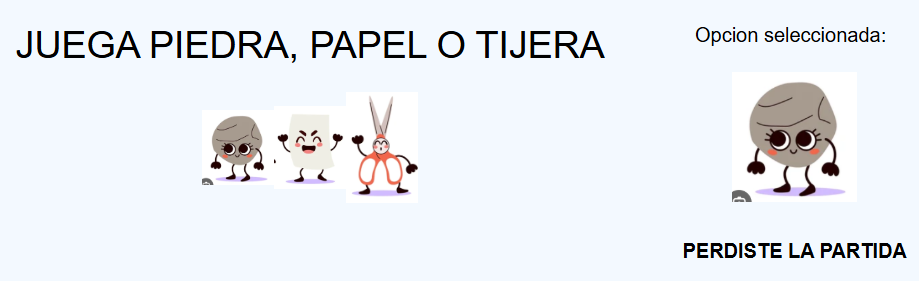 JUEGA PIEDRA, PAPEL O TIJERA
Opcion seleccionada:
PERDISTE LA PARTIDA